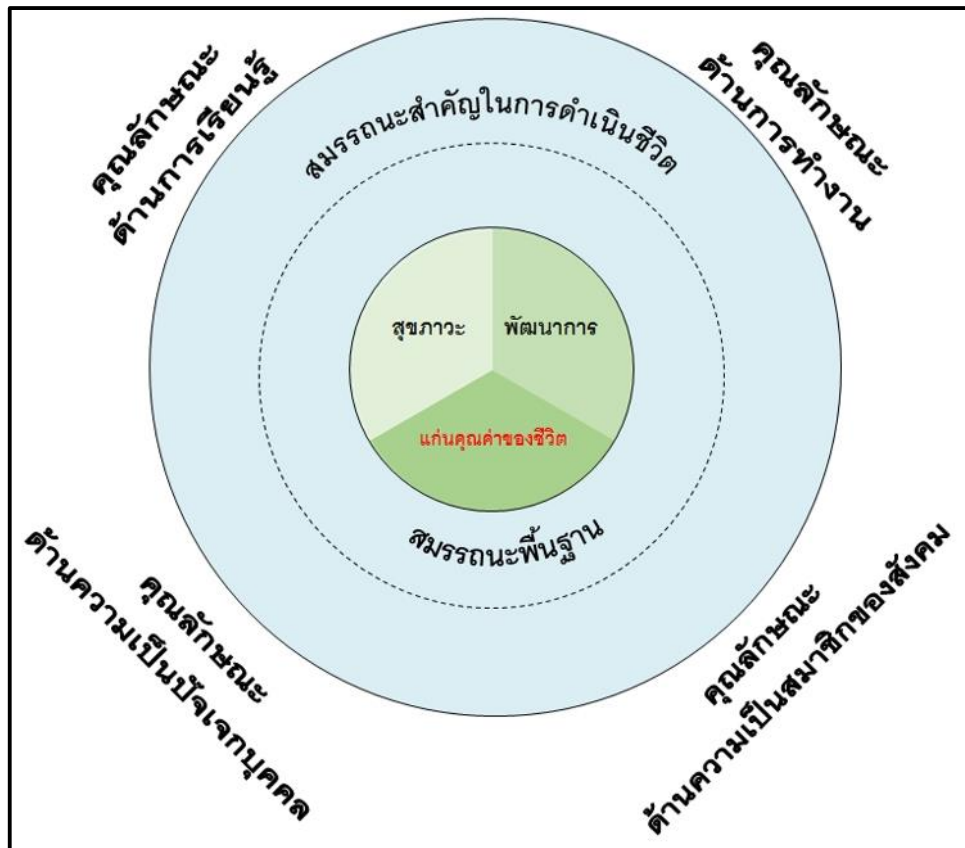 คุณลักษณะ
ด้านการเรียนรู้
คุณลักษณะ
ด้านการทำงาน
สมรรถนะสำคัญในการดำเนินชีวิต
สุขภาวะ
พัฒนาการ
แก่นคุณค่าของชีวิต
สมรรถนะพื้นฐาน
คุณลักษณะ
ด้านความเป็นปัจเจกบุคคล
คุณลักษณะ
ด้านความเป็นสมาชิกของสังคม